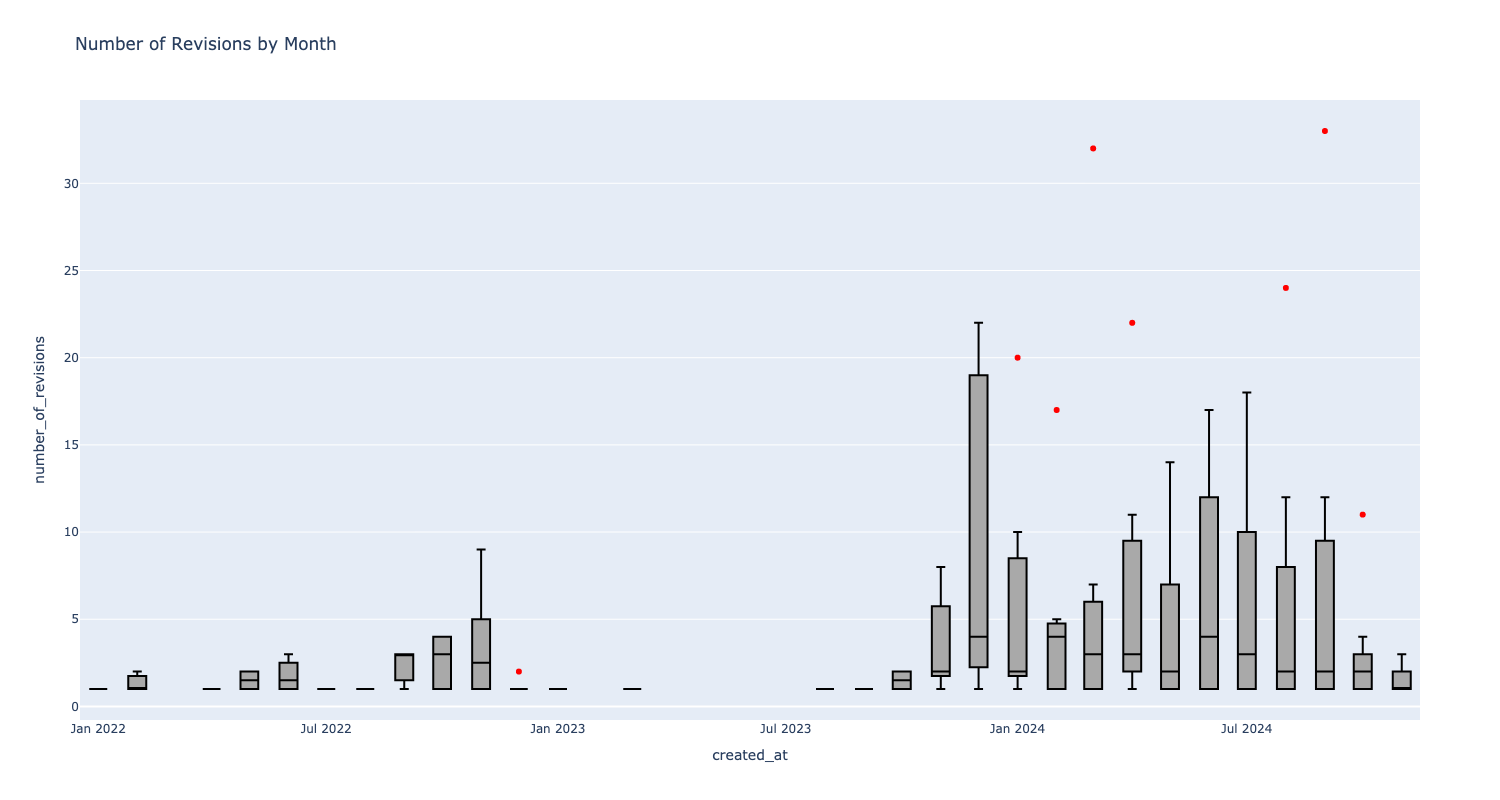 Number of Revisions by Month
30
25
20
15
10
5
0
number_of_revisions
Jan 2022
Jul 2022
Jan 2023
Jul 2023
Jan 2024
Jul 2024
created_at